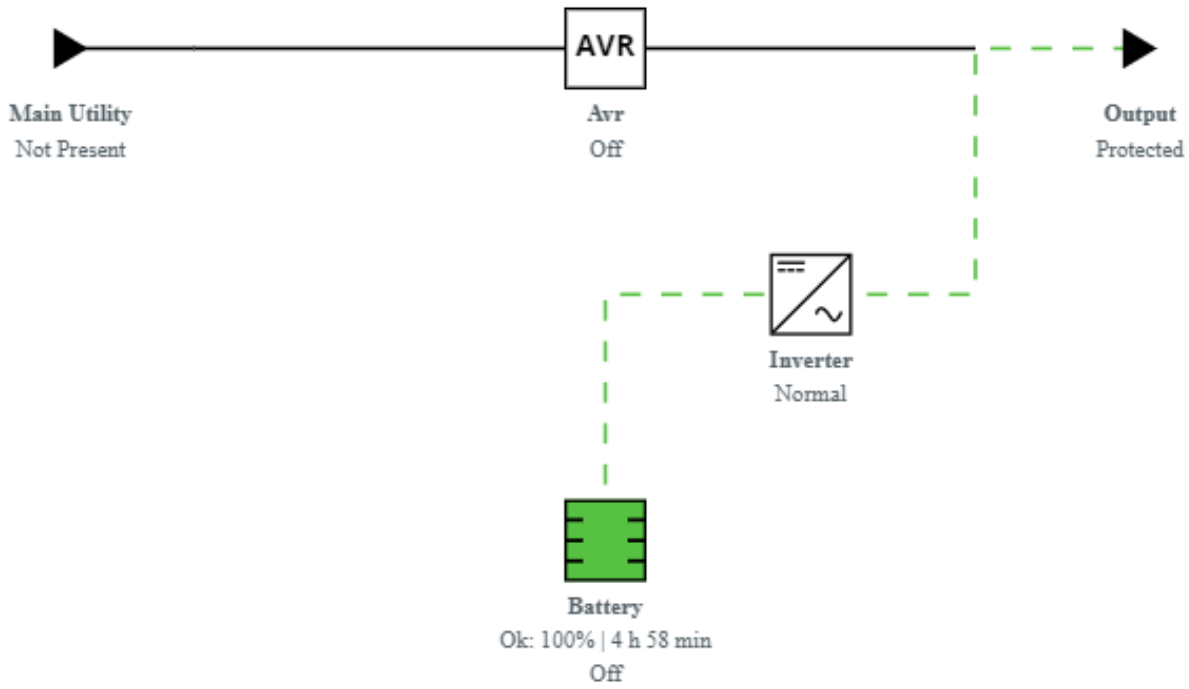 AVR
Main Utility
Not Present
Avr
Off
Output
Protected
Inverter
Normal
Battery
Ok: 100% | 4 h 58 min
Off